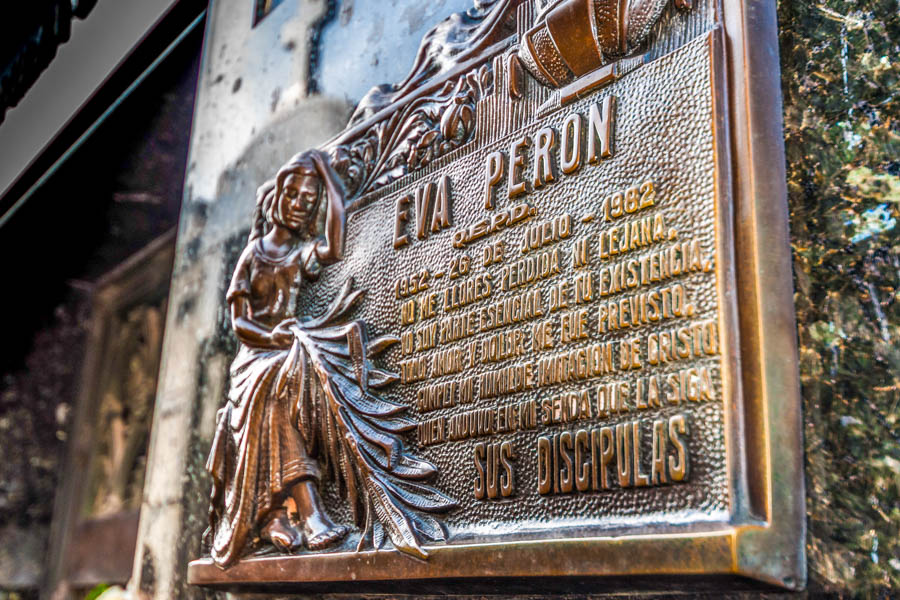 EVA PERON
Q.E.P.D.
1952 - 26 DE JULIO - 1982
NO ME LLORES PERDIDA NI LEJANA.
YO SOY PARTE ESENCIAL DE TU EXISTENCIA.
TODO AMOR Y DOLOR ME FUE PREVISTO.
CUMPLI MI HUMILDE IMITACION DE CRISTO
QUIEN ANDUVO EN MI SENDA QUE LA SIGA
SUS DISCIPULAS